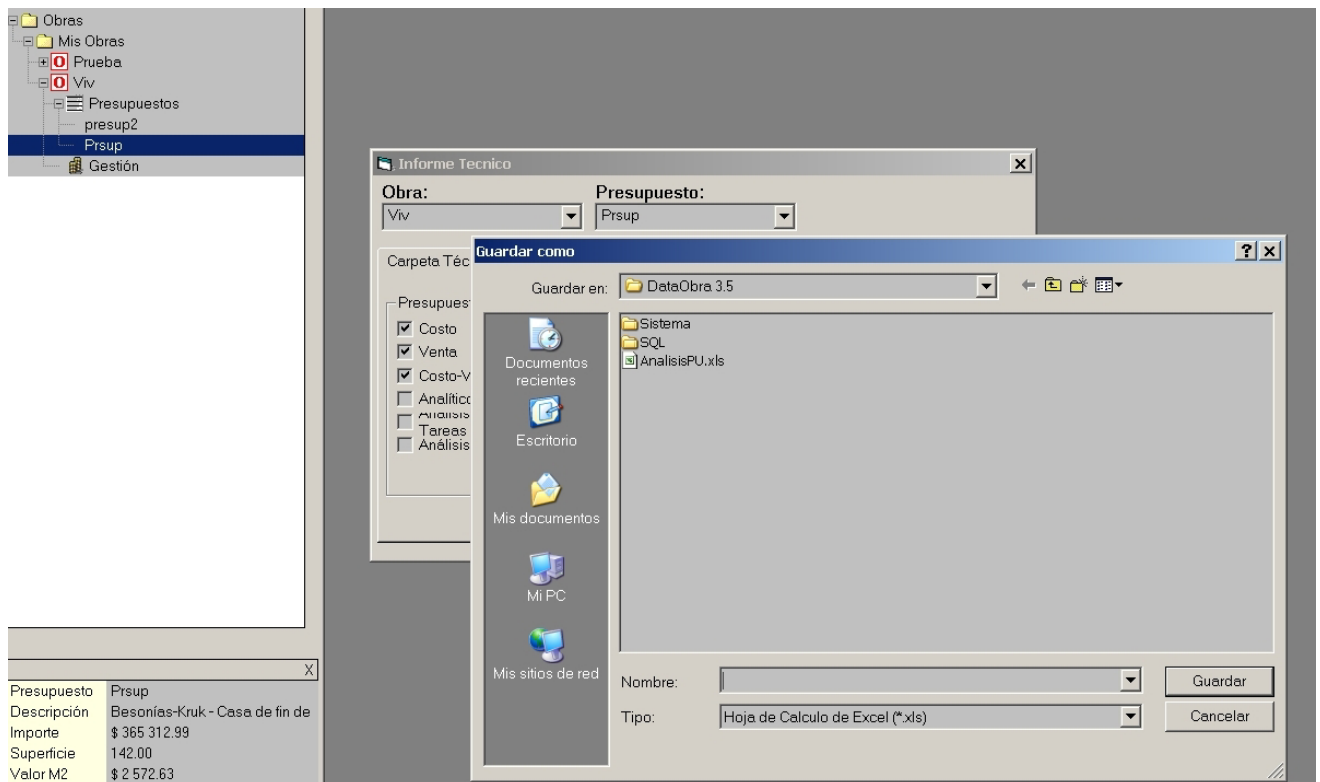 Obras
Mis Obras
Prueba
Viv
Presupuestos
presup2
Prsup
Gestión
Informe Tecnico
Obra:
Presupuesto:
Viv
Prsup
Carpeta Téc
Presupues
Costo
Venta
Costo-V
Analítico
Analisis
Tareas
Análisis
Guardar como
Guardar en:
DataObra 3.5
Documentos
recientes
Escritorio
Mis documentos
Mi PC
Mis sitios de red
Sistema
SQL
AnalisisPU.xls
Nombre:
Guardar
Tipo:
Hoja de Calculo de Excel (*.xls)
Cancelar
X
Presupuesto Prsup
Descripción Besonías-Kruk - Casa de fin de
Importe $ 365 312.99
Superficie 142.00
Valor M2 $ 2 572.63